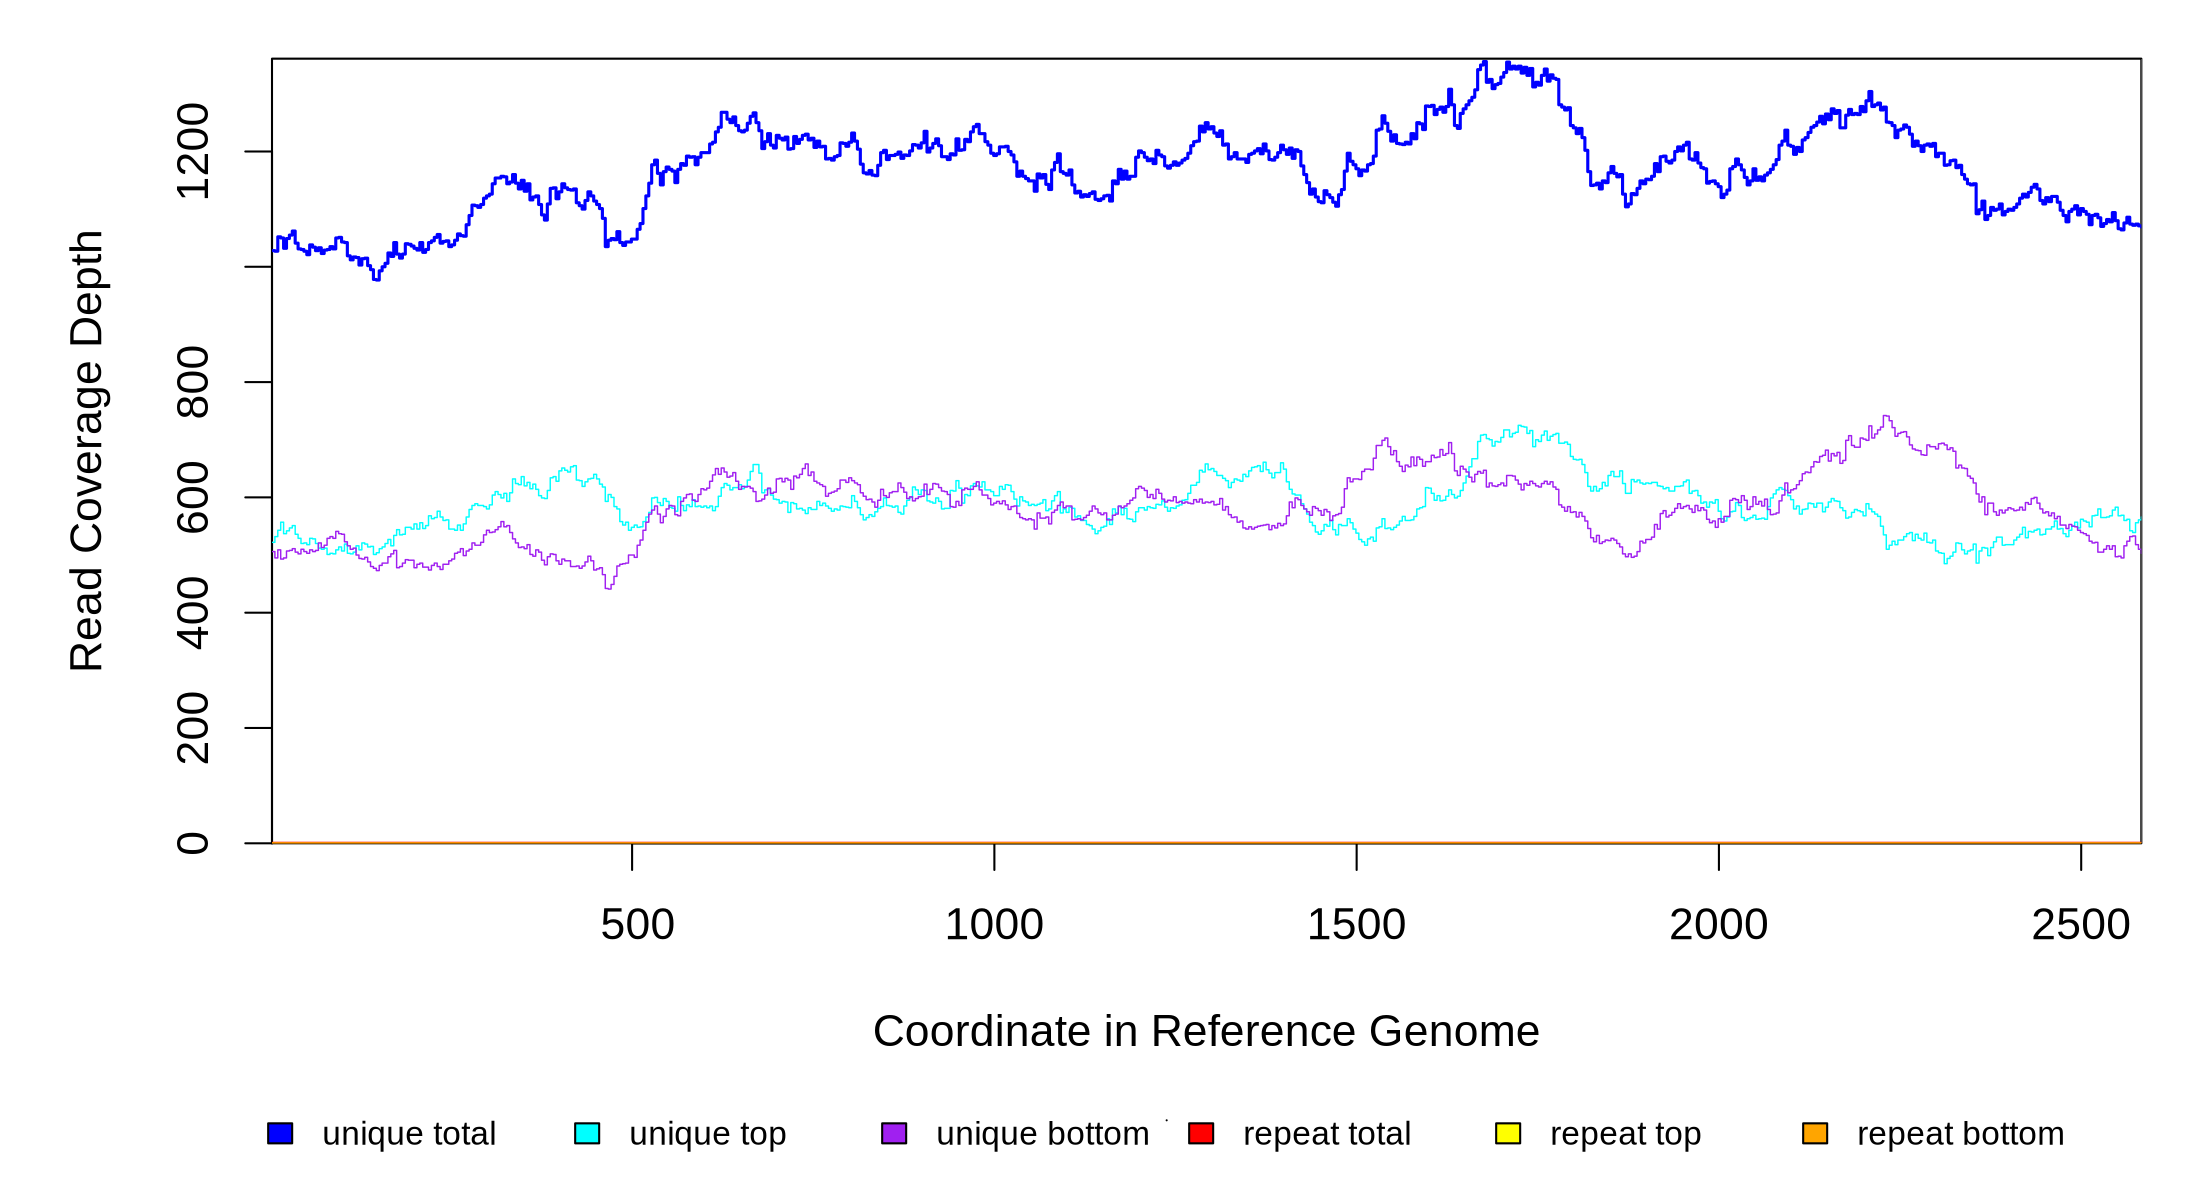 Read Coverage Depth
1200
800
600
400
200
0
500 1000 1500 2000 2500
Coordinate in Reference Genome
unique total unique top unique bottom repeat total repeat top repeat bottom